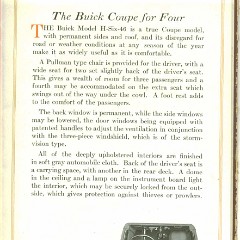 The Buick Coupe for Four
THE Buick Model H-Six-46 is a true Coupe model,
with permanent sides and roof, and its disregard for
road or weather conditions at any season of the year
make it as widely useful as it is comfortable.
A Pullman type chair is provided for the driver, with a
wide seat for two set slightly back of the driver's seat.
This gives a wealth of room for three passengers and a
fourth may be accommodated on the extra seat which
swings out of the way under the cowl. A foot rest adds
to the comfort of the passengers.
The back window is permanent, while the side windows
may be lowered, the door windows being equipped with
patented handles to adjust the ventilation in conjunction
with the three-piece windshield, which is of the storm-
vision type.
All of the deeply upholstered interiors are finished in
soft gray automobile cloth. Back of the driver's seat is
a carrying space, with another in the rear deck. A dome
in the ceiling and a lamp on the instrument board light
the interior, which may be securely locked from the out-
side, which gives protection against thieves or prowlers.